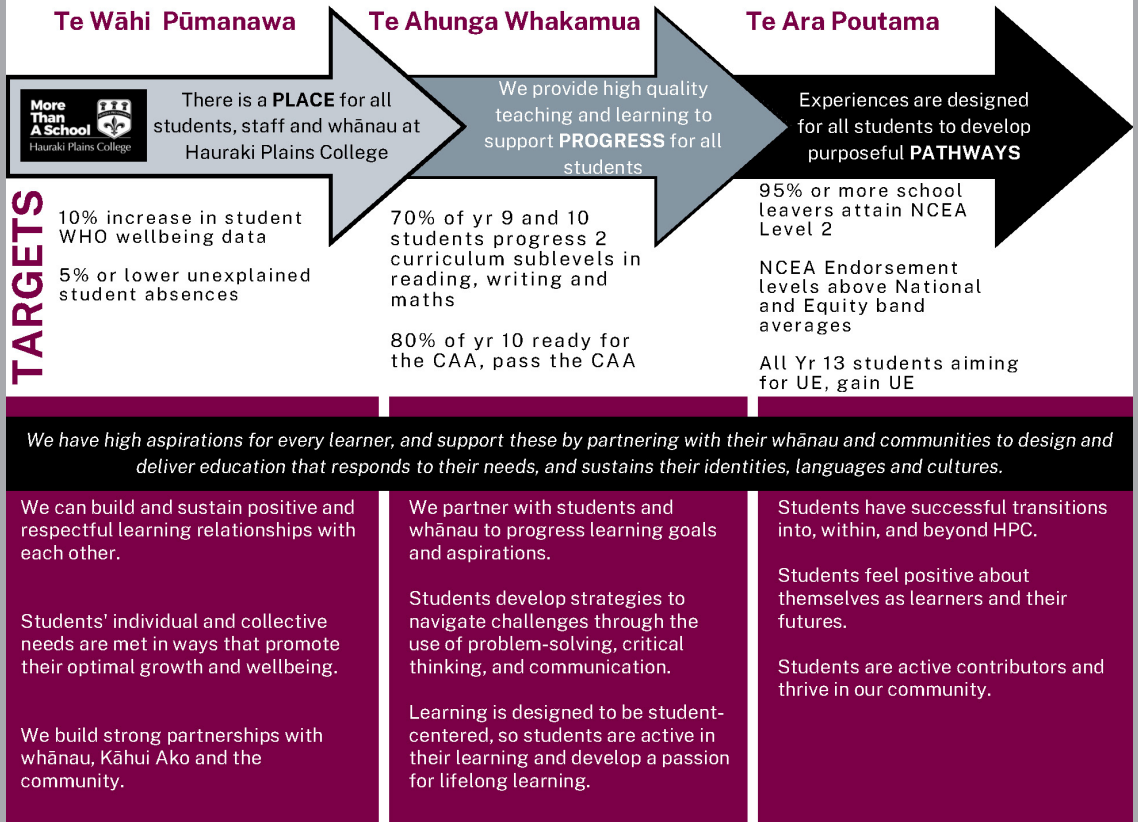 Te Wāhi Pūmanawa
Te Ahunga Whakamua
Te Ara Poutama
More
Than
A School
Hauraki Plains College
There is a PLACE for all
students, staff and whānau at
Hauraki Plains College
We provide high quality
teaching and learning to
support PROGRESS for all
students
Experiences are designed
for all students to develop
purposeful PATHWAYS
TARGETS
10% increase in student
WHO wellbeing data
5% or lower unexplained
student absences
70% of yr 9 and 10
students progress 2
curriculum sublevels in
reading, writing and
maths
80% of yr 10 ready for
the CAA, pass the CAA
95% or more school
leavers attain NCEA
Level 2
NCEA Endorsement
levels above National
and Equity band
averages
All Yr 13 students aiming
for UE, gain UE
We have high aspirations for every learner, and support these by partnering with their whānau and communities to design and
deliver education that responds to their needs, and sustains their identities, languages and cultures.
We can build and sustain positive and
respectful learning relationships with
each other.
Students’ individual and collective
needs are met in ways that promote
their optimal growth and wellbeing.
We build strong partnerships with
whānau, Kāhui Ako and the
community.
We partner with students and
whānau to progress learning goals
and aspirations.
Students develop strategies to
navigate challenges through the
use of problem-solving, critical
thinking, and communication.
Learning is designed to be student-
centered, so students are active in
their learning and develop a passion
for lifelong learning.
Students have successful transitions
into, within, and beyond HPC.
Students feel positive about
themselves as learners and their
futures.
Students are active contributors and
thrive in our community.